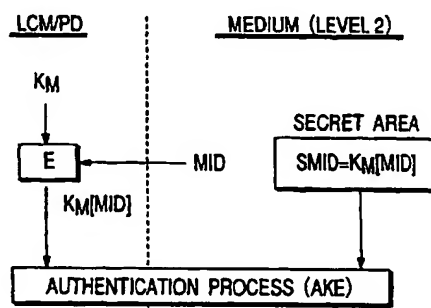 LCM/PD
MEDIUM (LEVEL 2)
KM
SECRET AREA
E
MID
SMID=KM[MID]
KM[MID]
AUTHENTICATION PROCESS (AKE)